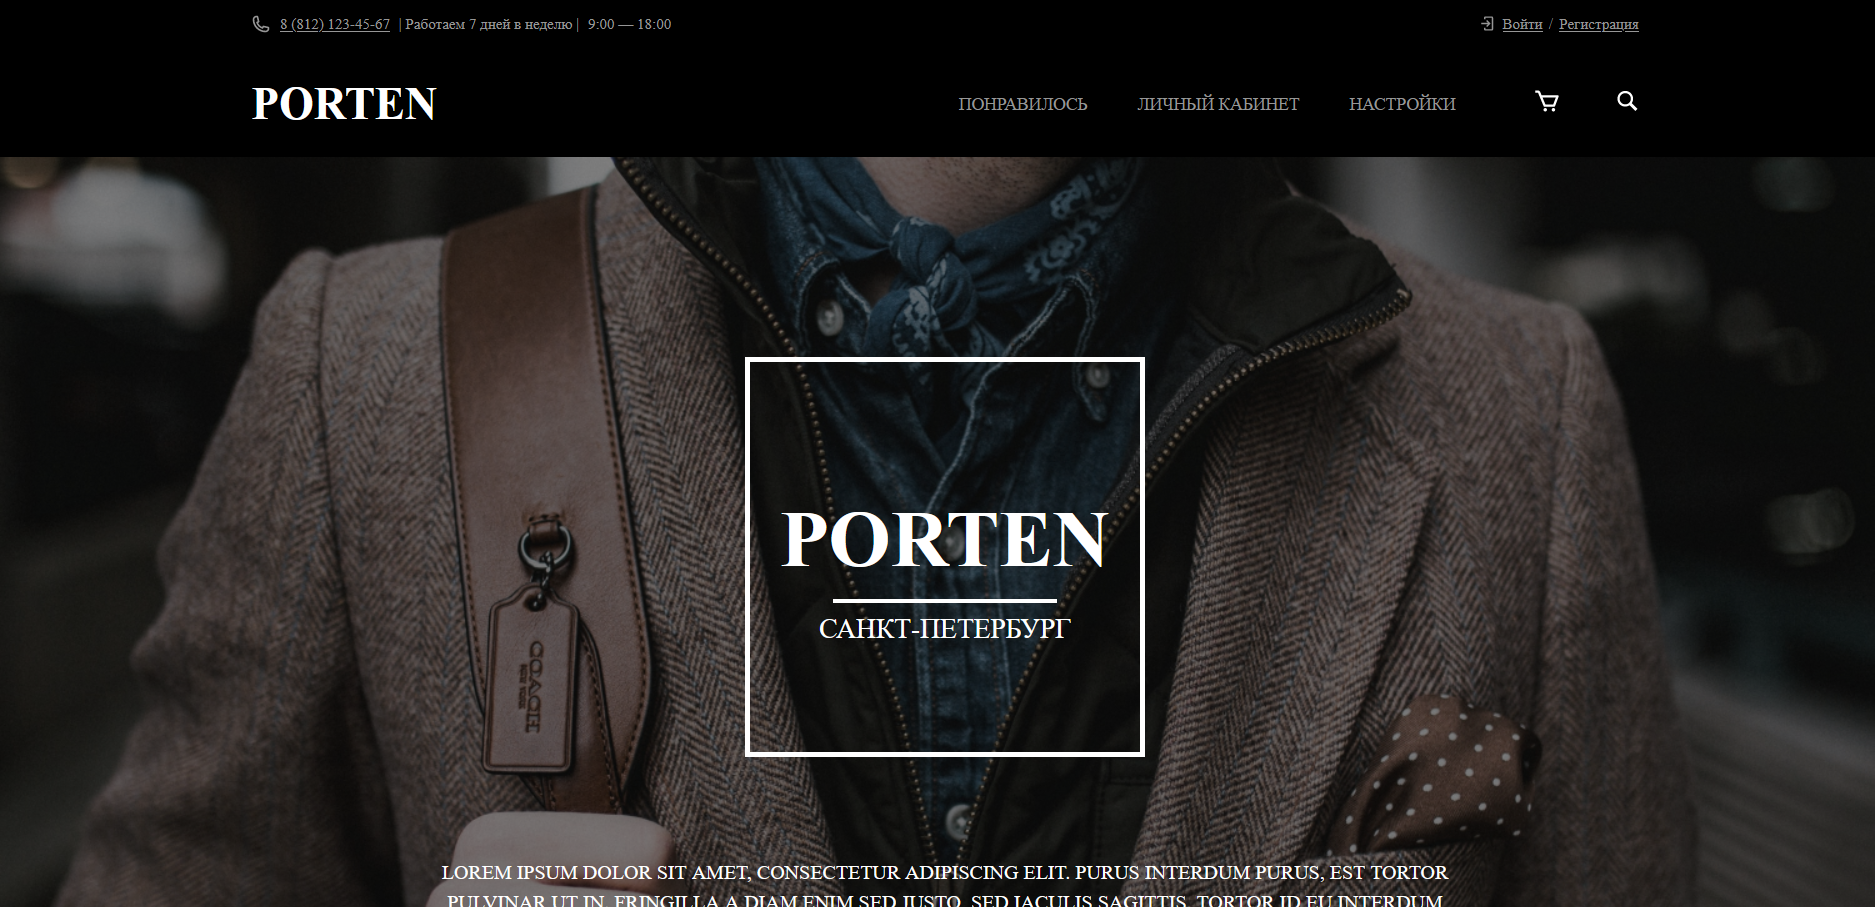 8 (812) 123-45-67 | Работаем 7 дней в неделю | 9:00 — 18:00
Войти / Регистрация
PORTEN
ПОНРАВИЛОСЬ ЛИЧНЫЙ КАБИНЕТ НАСТРОЙКИ
PORTEN
САНКТ-ПЕТЕРБУРГ
COACH
NEW YORK
LOREM IPSUM DOLOR SIT AMET, CONSECTETUR ADIPISCING ELIT. PURUS INTERDUM PURUS, EST TORTOR
PULVINAR UT IN. FRINGILLA A DIAM ENIM SED JUSTO. SED IACULIS SAGITTIS, TORTOR ID EU INTERDUM.